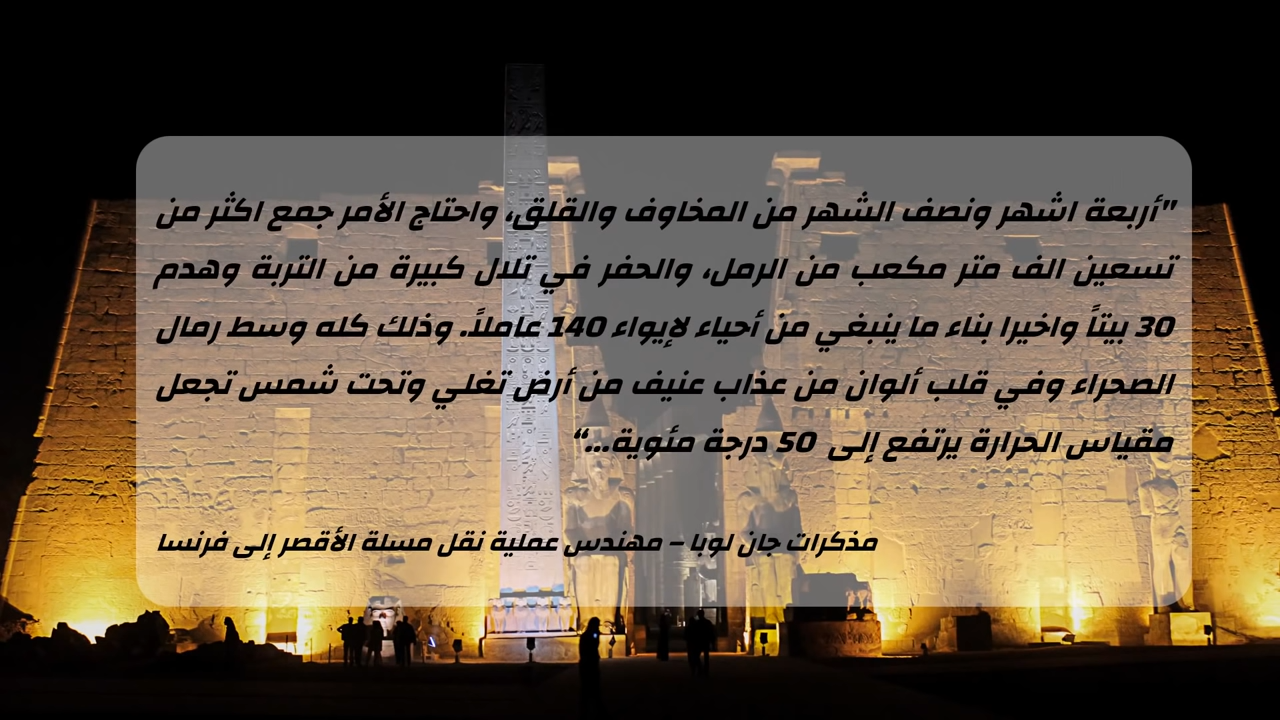 "أربعة اشهر ونصف الشهر من المخاوف والقلق، واحتاج الأمر جمع اكثر من
تسعين الف متر مكعب من الرمل، والحفر في تلال كبيرة من التربة وهدم
30 بيتاً واخيرا بناء ما ينبغي من أحياء لإيواء 140 عاملاً. وذلك كله وسط رمال
الصحراء وفي قلب ألوان من عذاب عنيف من أرض تغلي وتحت شمس تجعل
مقياس الحرارة يرتفع إلى 50 درجة مئوية...“
مذكرات جان لوبا – مهندس عملية نقل مسلة الأقصر إلى فرنسا